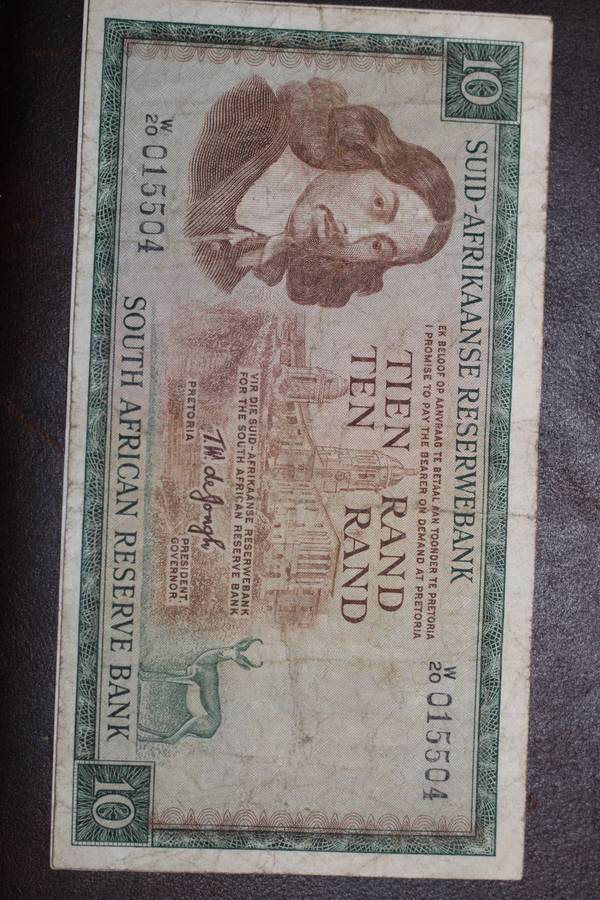 10
SUID-AFRIKAANSE RESERWEBANK
EK BELOOF OP AANVRAAG TE BETAAL AAN TOONDER TE PRETORIA
I PROMISE TO PAY THE BEARER ON DEMAND AT PRETORIA
W
20 015504
TIEN RAND
TEN RAND
VIR DIE SUID-AFRIKAANSE RESERWEBANK
FOR THE SOUTH AFRICAN RESERVE BANK
T.W. de Jongh
PRETORIA
PRESIDENT.
GOVERNOR.
W
20 015504
SOUTH AFRICAN RESERVE BANK
10